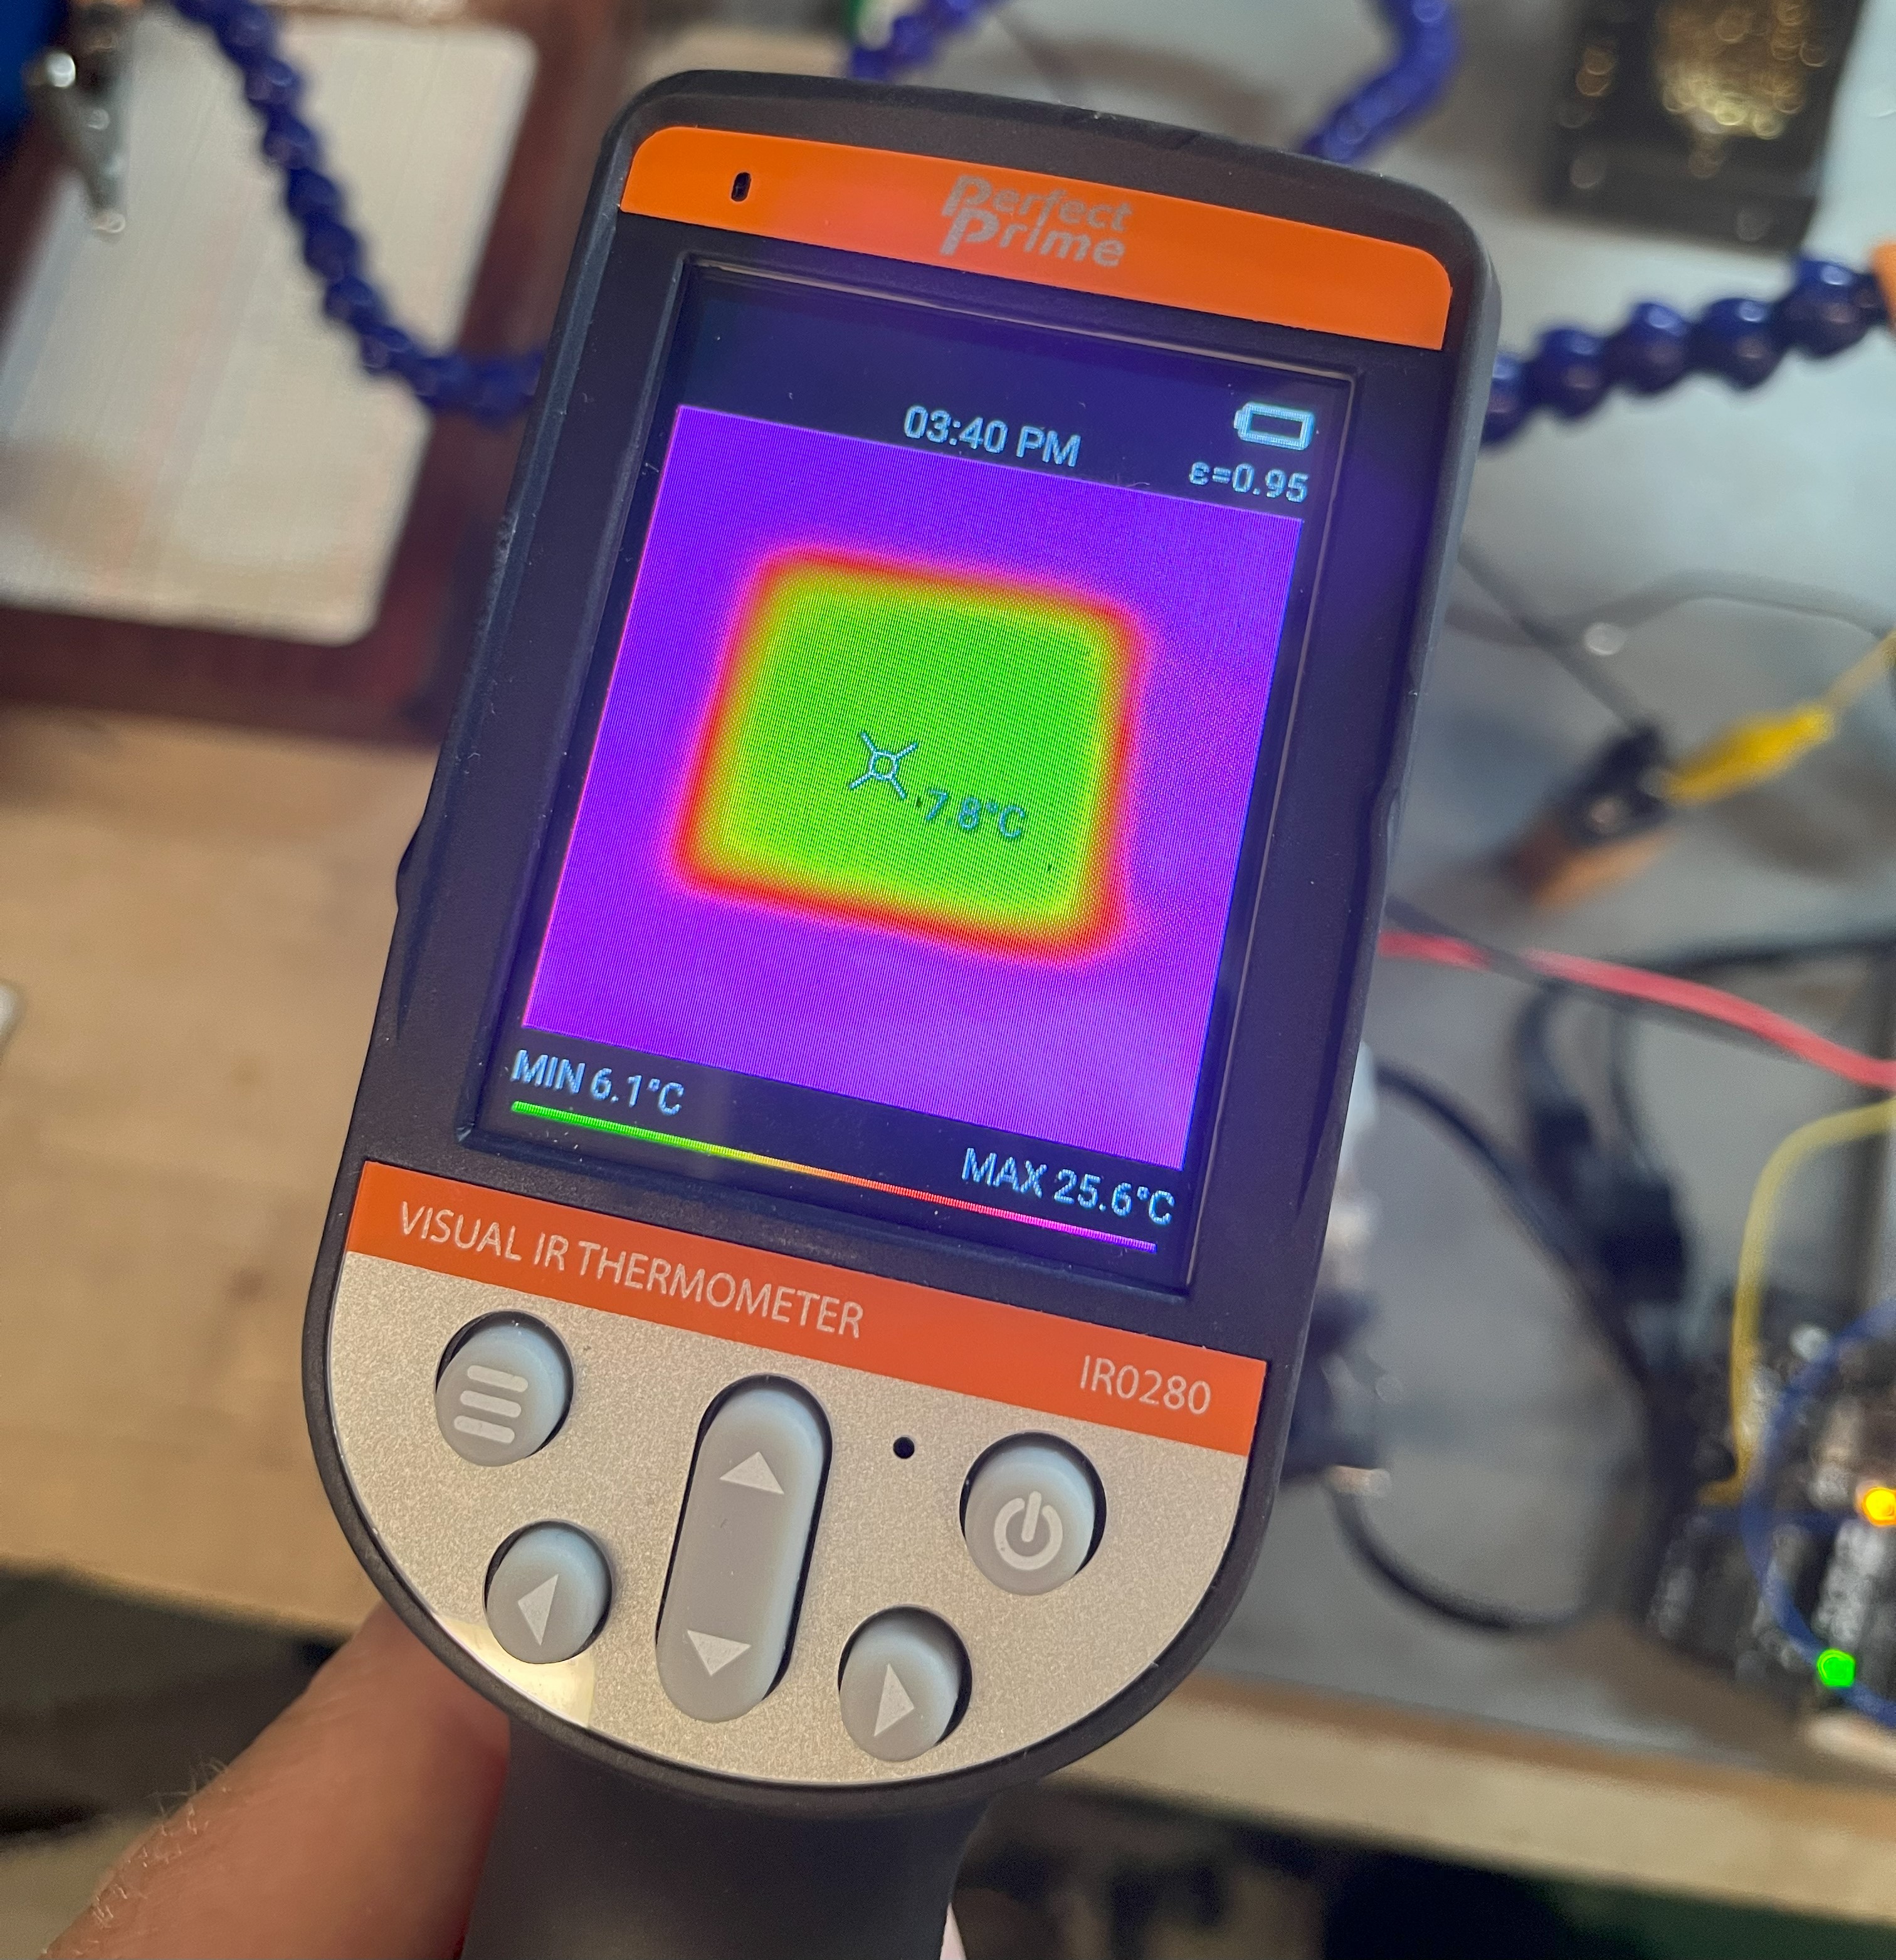 Perfect
Prime
03:40 PM
ε=0.95
7.8°C
MIN 6.1°C
MAX 25.6°C
VISUAL IR THERMOMETER
IR0280